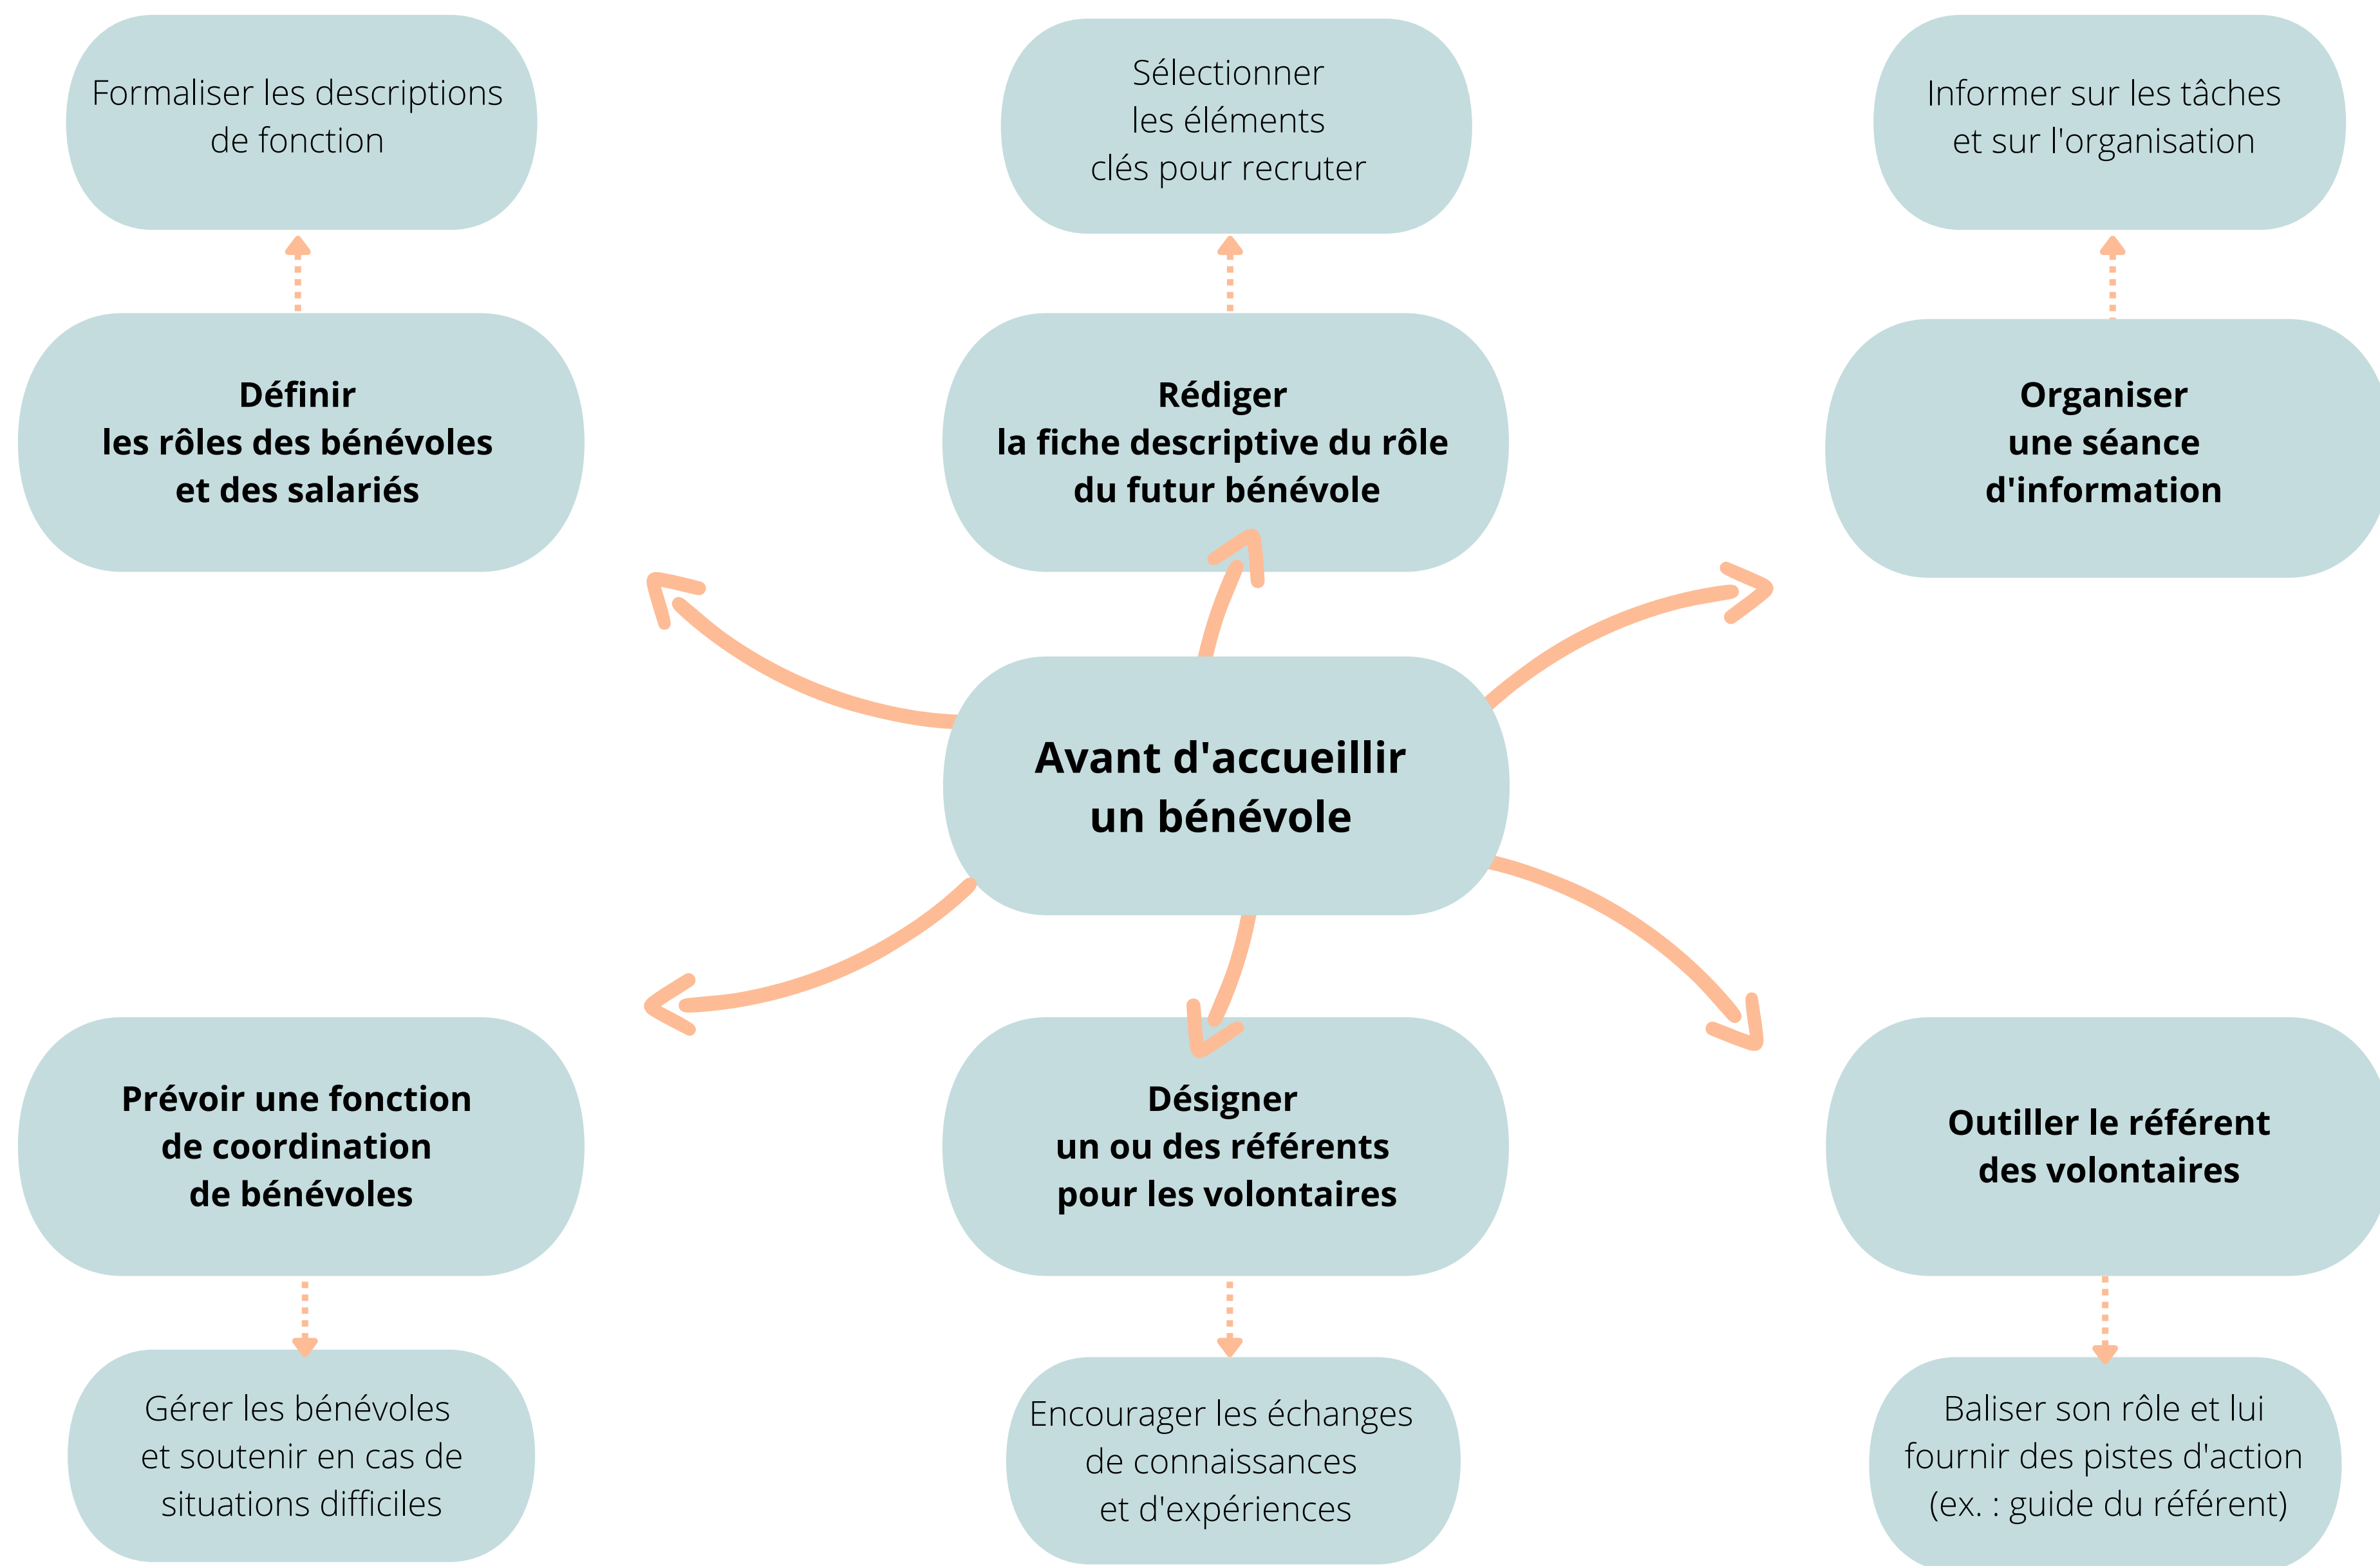 Formaliser les descriptions
de fonction
Sélectionner
les éléments
clés pour recruter
Informer sur les tâches
et sur l'organisation
Définir
les rôles des bénévoles
et des salariés
Rédiger
la fiche descriptive du rôle
du futur bénévole
Organiser
une séance
d'information
Avant d'accueillir
un bénévole
Prévoir une fonction
de coordination
de bénévoles
Désigner
un ou des référents
pour les volontaires
Outiller le référent
des volontaires
Gérer les bénévoles
et soutenir en cas de
situations difficiles
Encourager les échanges
de connaissances
et d'expériences
Baliser son rôle et lui
fournir des pistes d'action
(ex. : guide du référent)